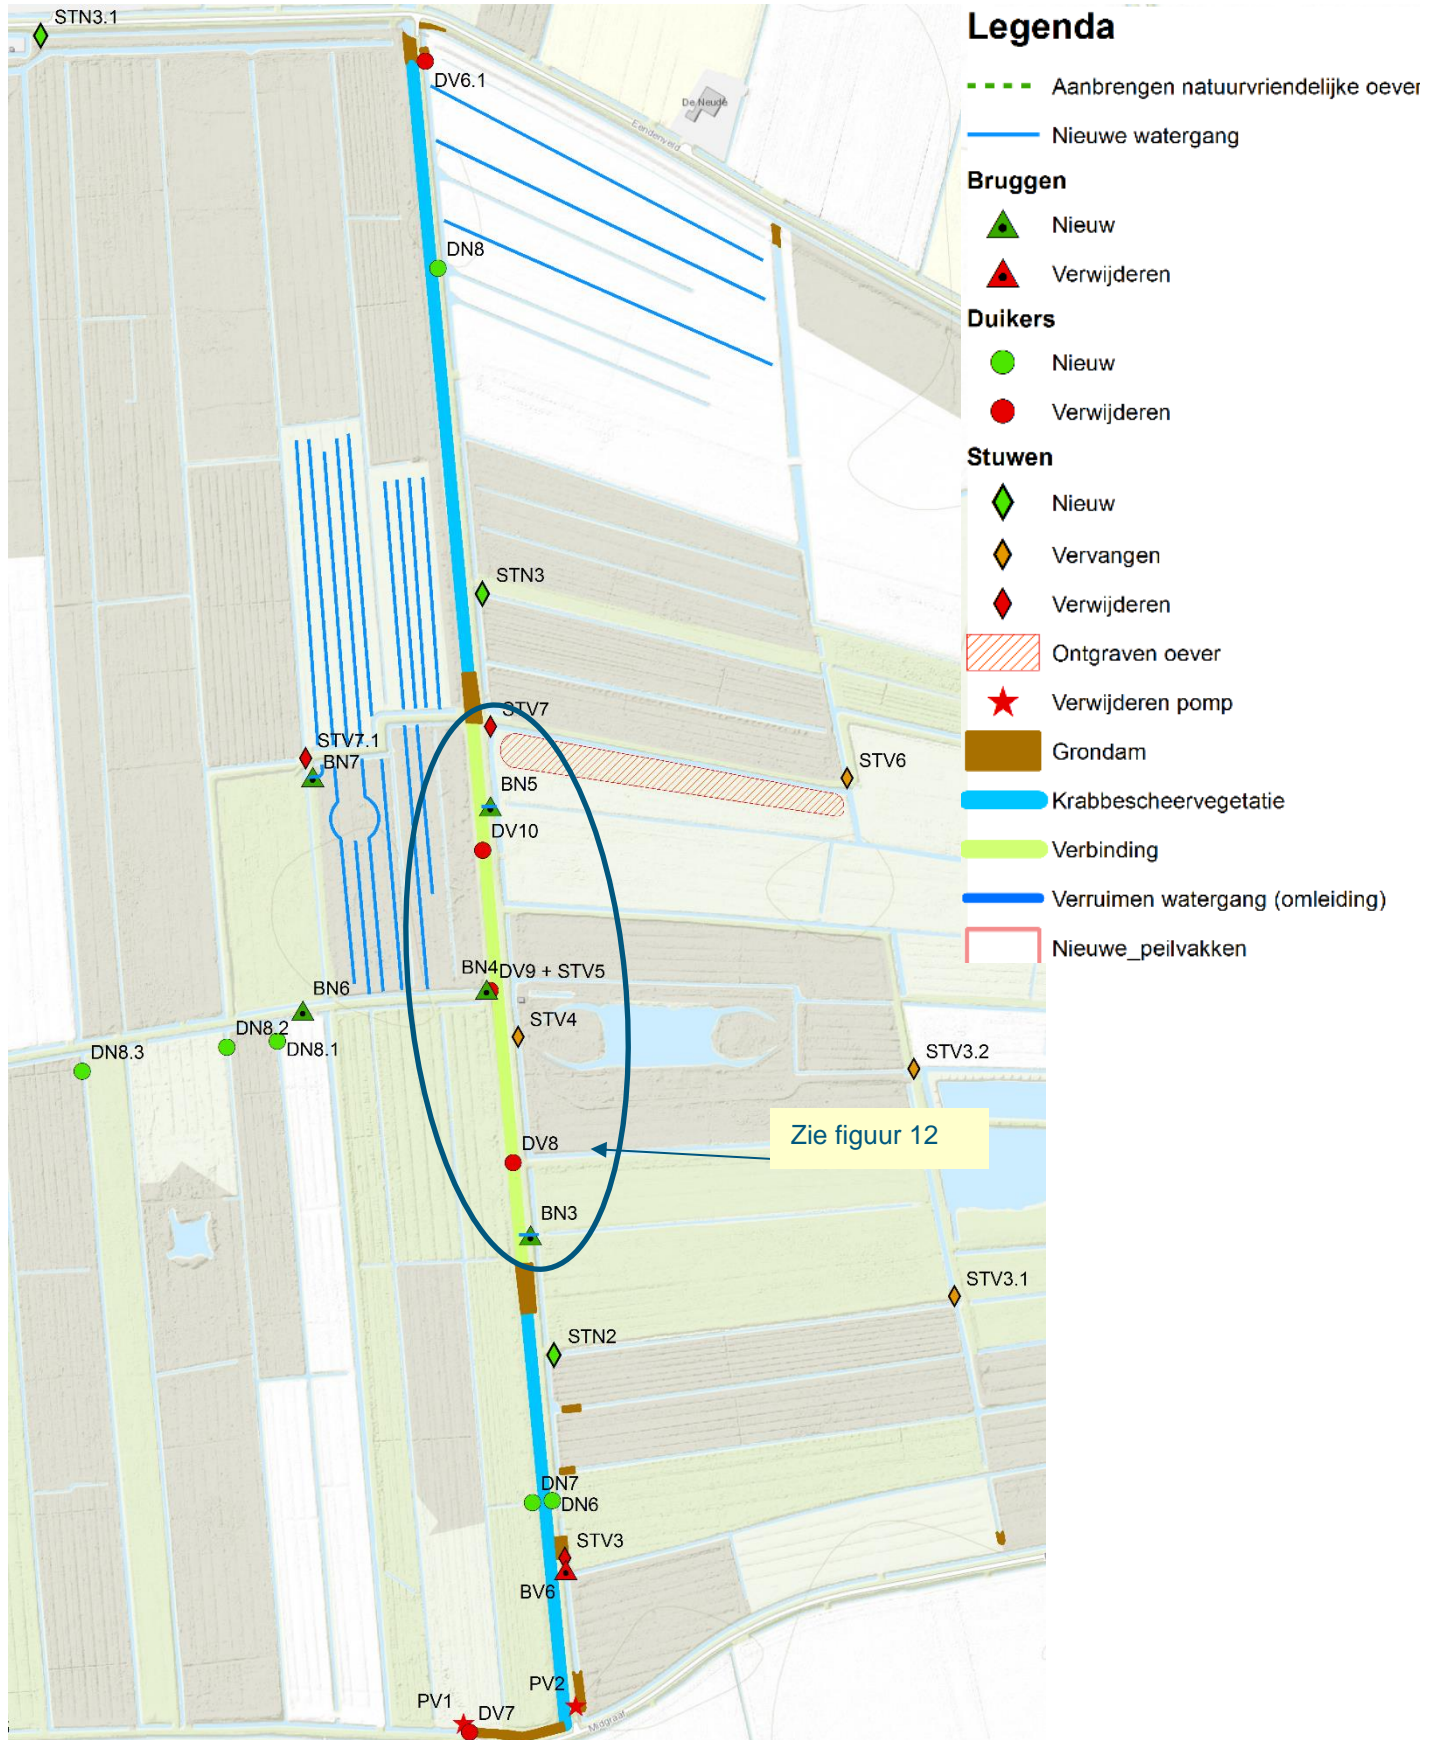 STN3.1
DV6.1
De Neude
Eendenveld
DN8
STN3
STV7
STV7.1
BN7
STV6
BN5
DV10
BN4
DV9 + STV5
BN6
STV4
DN8.2
DN8.1
DN8.3
STV3.2
Zie figuur 12
DV8
BN3
STV3.1
STN2
DN7
DN6
STV3
BV6
PV2
PV1
DV7
Midgraaf
Legenda
Aanbrengen natuurvriendelijke oever
Nieuwe watergang
Bruggen
Nieuw
Verwijderen
Duikers
Nieuw
Verwijderen
Stuwen
Nieuw
Vervangen
Verwijderen
Ontgraven oever
Verwijderen pomp
Grondam
Krabbescheervegetatie
Verbinding
Verruimen watergang (omleiding)
Nieuwe_peilvakken